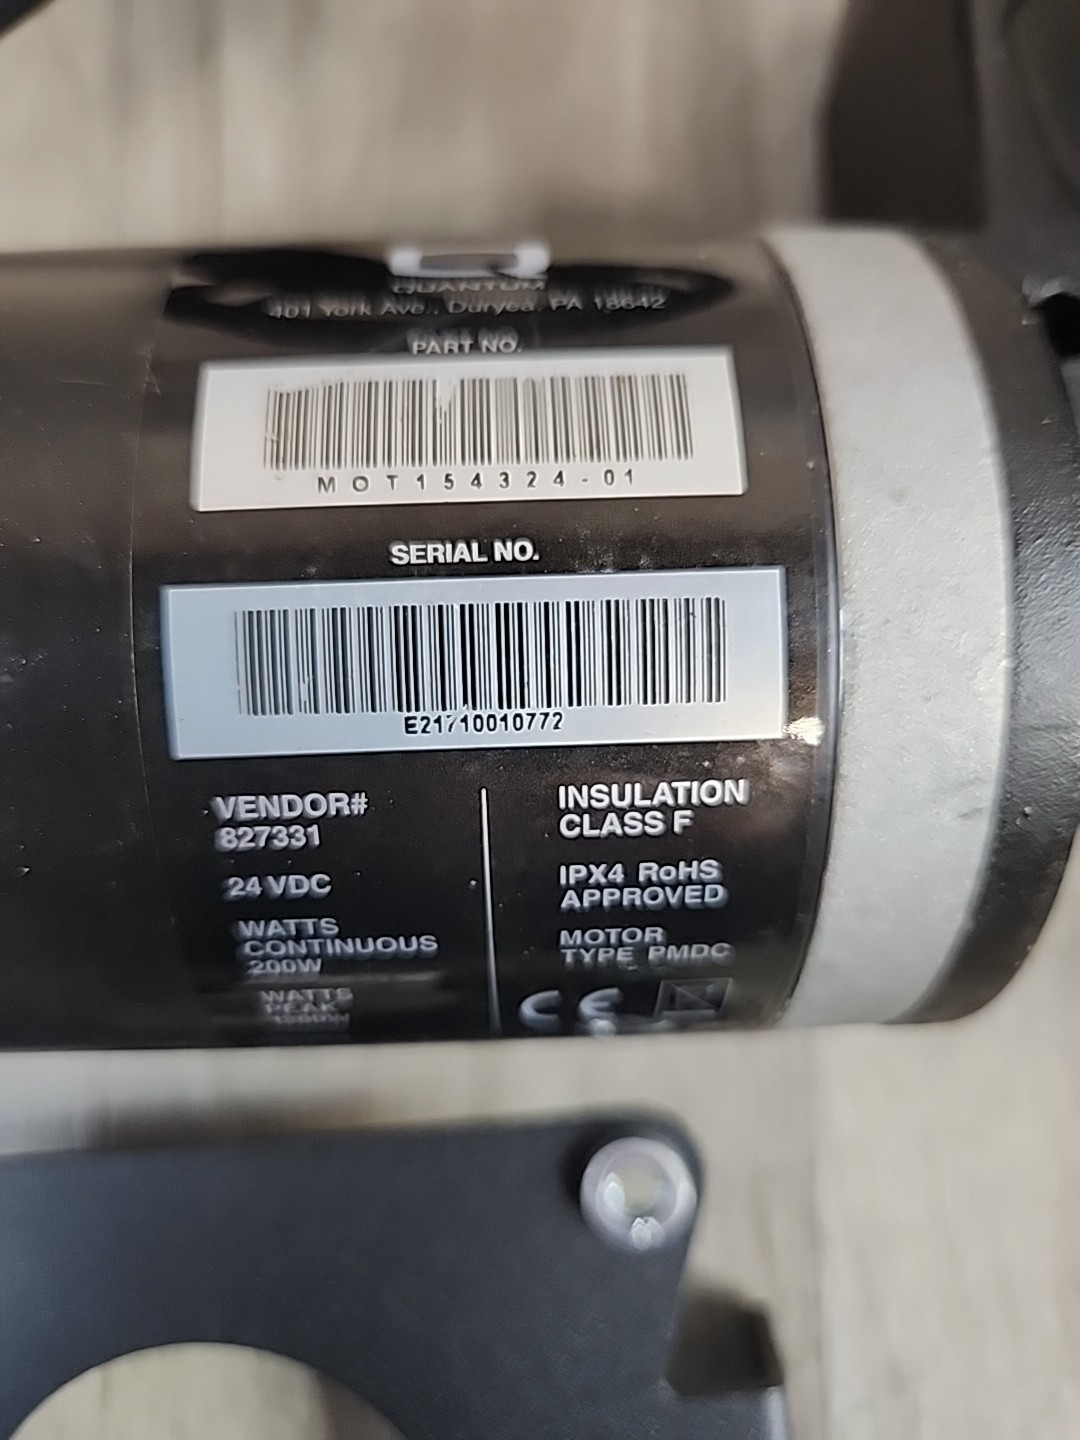 QUANTUM
401 York Ave., Duryea, PA 18642
PART NO.
MOT154324-01
SERIAL NO.
E21710010772
VENDOR#
827331
24 VDC
WATTS
CONTINUOUS
200W
WATTS
PEAK
INSULATION
CLASS F
IPX4 RoHS
APPROVED
MOTOR
TYPE PMDC
CE